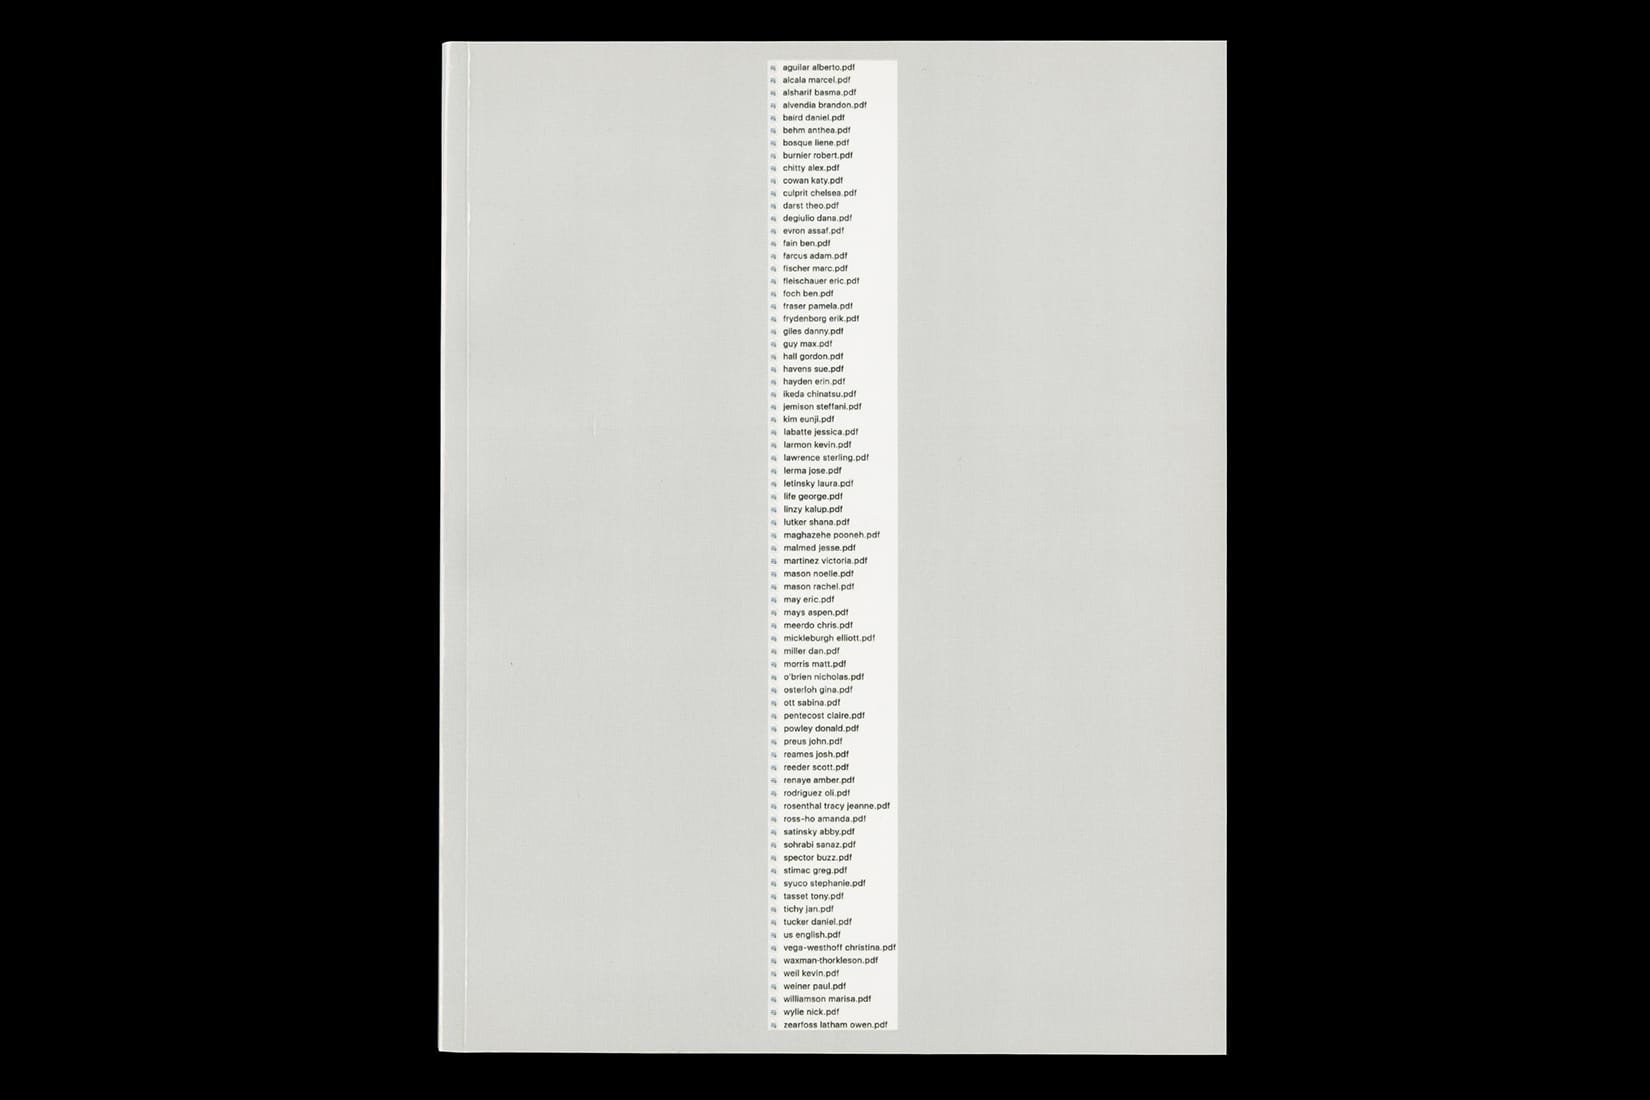 aguilar alberto.pdf
alcala marcel.pdf
alsharif basma.pdf
alvendia brandon.pdf
baird daniel.pdf
behm anthea.pdf
bosque liene.pdf
burnier robert.pdf
chitty alex.pdf
cowan katy.pdf
culprit chelsea.pdf
darst theo.pdf
degiulio dana.pdf
evron assaf.pdf
fain ben.pdf
farcus adam.pdf
fischer marc.pdf
fleischauer eric.pdf
foch ben.pdf
fraser pamela.pdf
frydenborg erik.pdf
giles danny.pdf
guy max.pdf
hall gordon.pdf
havens sue.pdf
hayden erin.pdf
ikeda chinatsu.pdf
jemison steffani.pdf
kim eunji.pdf
labatte jessica.pdf
larmon kevin.pdf
lawrence sterling.pdf
lerma jose.pdf
letinsky laura.pdf
life george.pdf
linzy kalup.pdf
lutker shana.pdf
maghazehe pooneh.pdf
malmed jesse.pdf
martinez victoria.pdf
mason noelle.pdf
mason rachel.pdf
may eric.pdf
mays aspen.pdf
meerdo chris.pdf
mickleburgh elliott.pdf
miller dan.pdf
morris matt.pdf
o'brien nicholas.pdf
osterloh gina.pdf
ott sabina.pdf
pentecost claire.pdf
powley donald.pdf
preus john.pdf
reames josh.pdf
reeder scott.pdf
renaye amber.pdf
rodriguez oli.pdf
rosenthal tracy jeanne.pdf
ross-ho amanda.pdf
satinsky abby.pdf
sohrabi sanaz.pdf
spector buzz.pdf
stimac greg.pdf
syuco stephanie.pdf
tasset tony.pdf
tichy jan.pdf
tucker daniel.pdf
us english.pdf
vega-westhoff christina.pdf
waxman-thorkleson.pdf
weil kevin.pdf
weiner paul.pdf
williamson marisa.pdf
wylie nick.pdf
zearfoss latham owen.pdf